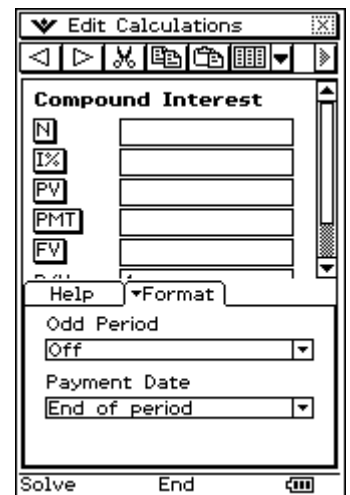 Edit Calculations
Compound Interest
N
I%
PV
PMT
FV
Help ▾Format
Odd Period
Off
Payment Date
End of period
Solve End